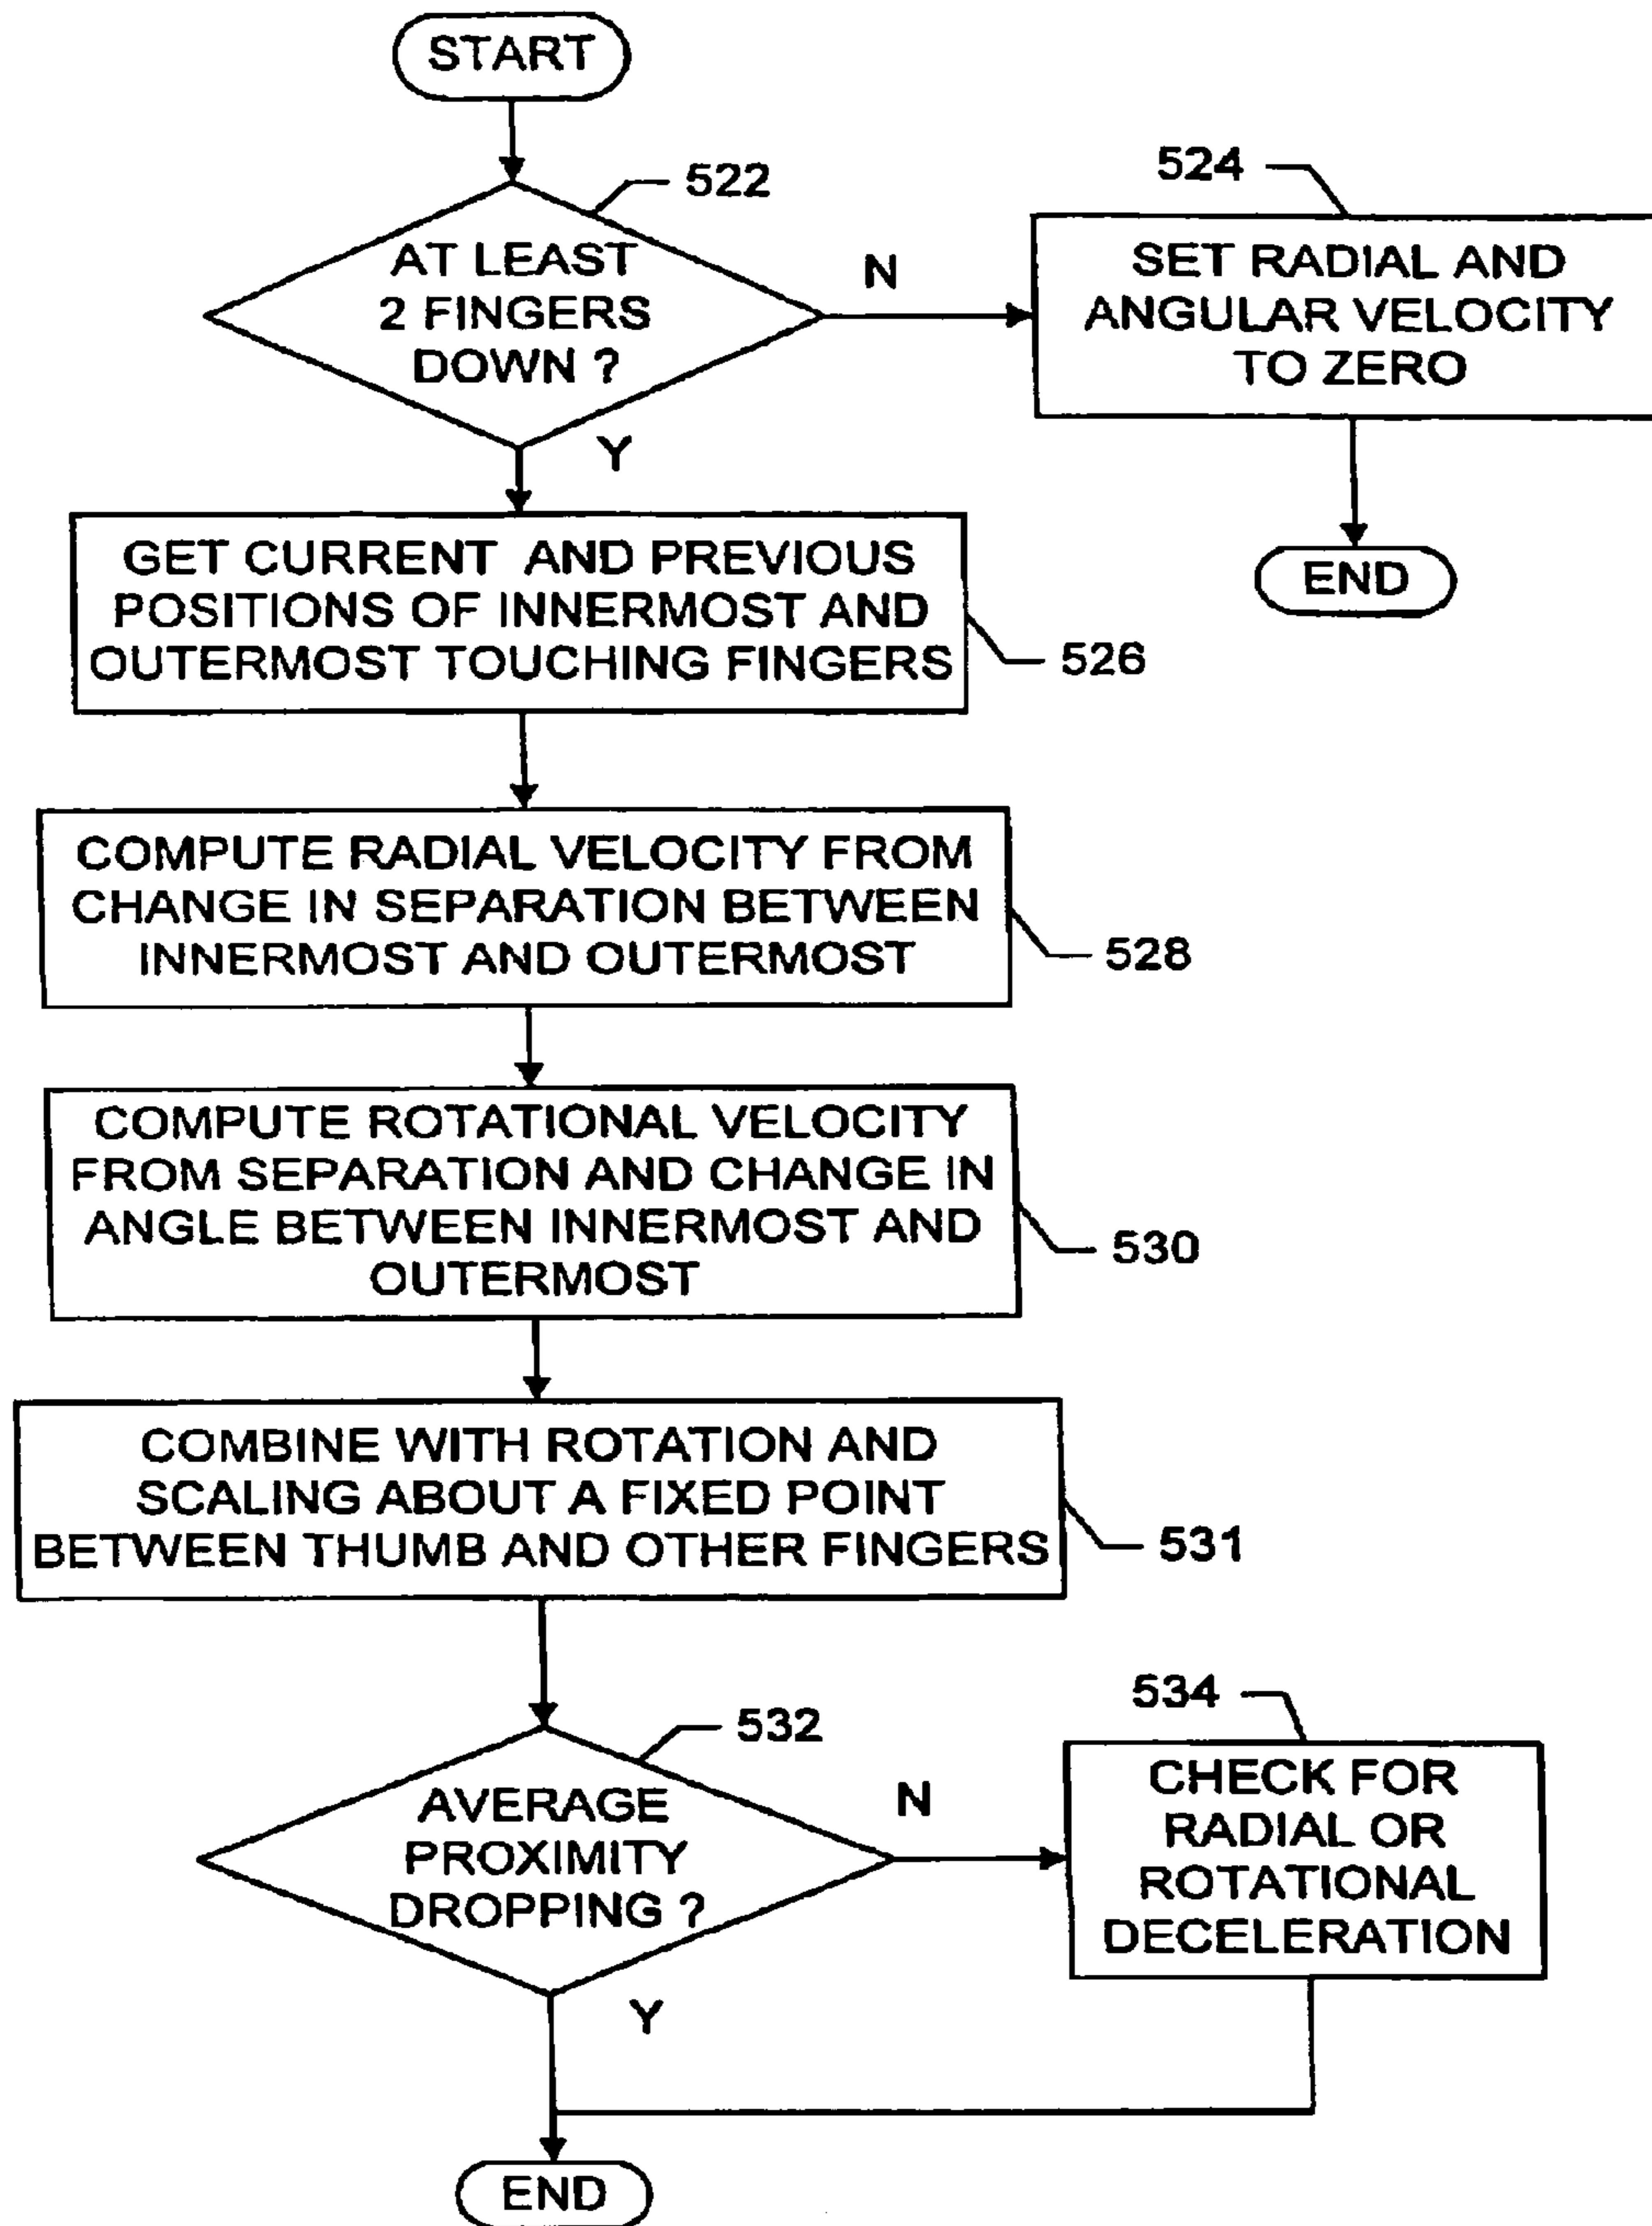 START
522
AT LEAST
2 FINGERS
DOWN ?
N
524
SET RADIAL AND
ANGULAR VELOCITY
TO ZERO
END
Y
GET CURRENT AND PREVIOUS
POSITIONS OF INNERMOST AND
OUTERMOST TOUCHING FINGERS
526
COMPUTE RADIAL VELOCITY FROM
CHANGE IN SEPARATION BETWEEN
INNERMOST AND OUTERMOST
528
COMPUTE ROTATIONAL VELOCITY
FROM SEPARATION AND CHANGE IN
ANGLE BETWEEN INNERMOST AND
OUTERMOST
530
COMBINE WITH ROTATION AND
SCALING ABOUT A FIXED POINT
BETWEEN THUMB AND OTHER FINGERS
531
532
AVERAGE
PROXIMITY
DROPPING ?
N
534
CHECK FOR
RADIAL OR
ROTATIONAL
DECELERATION
Y
END